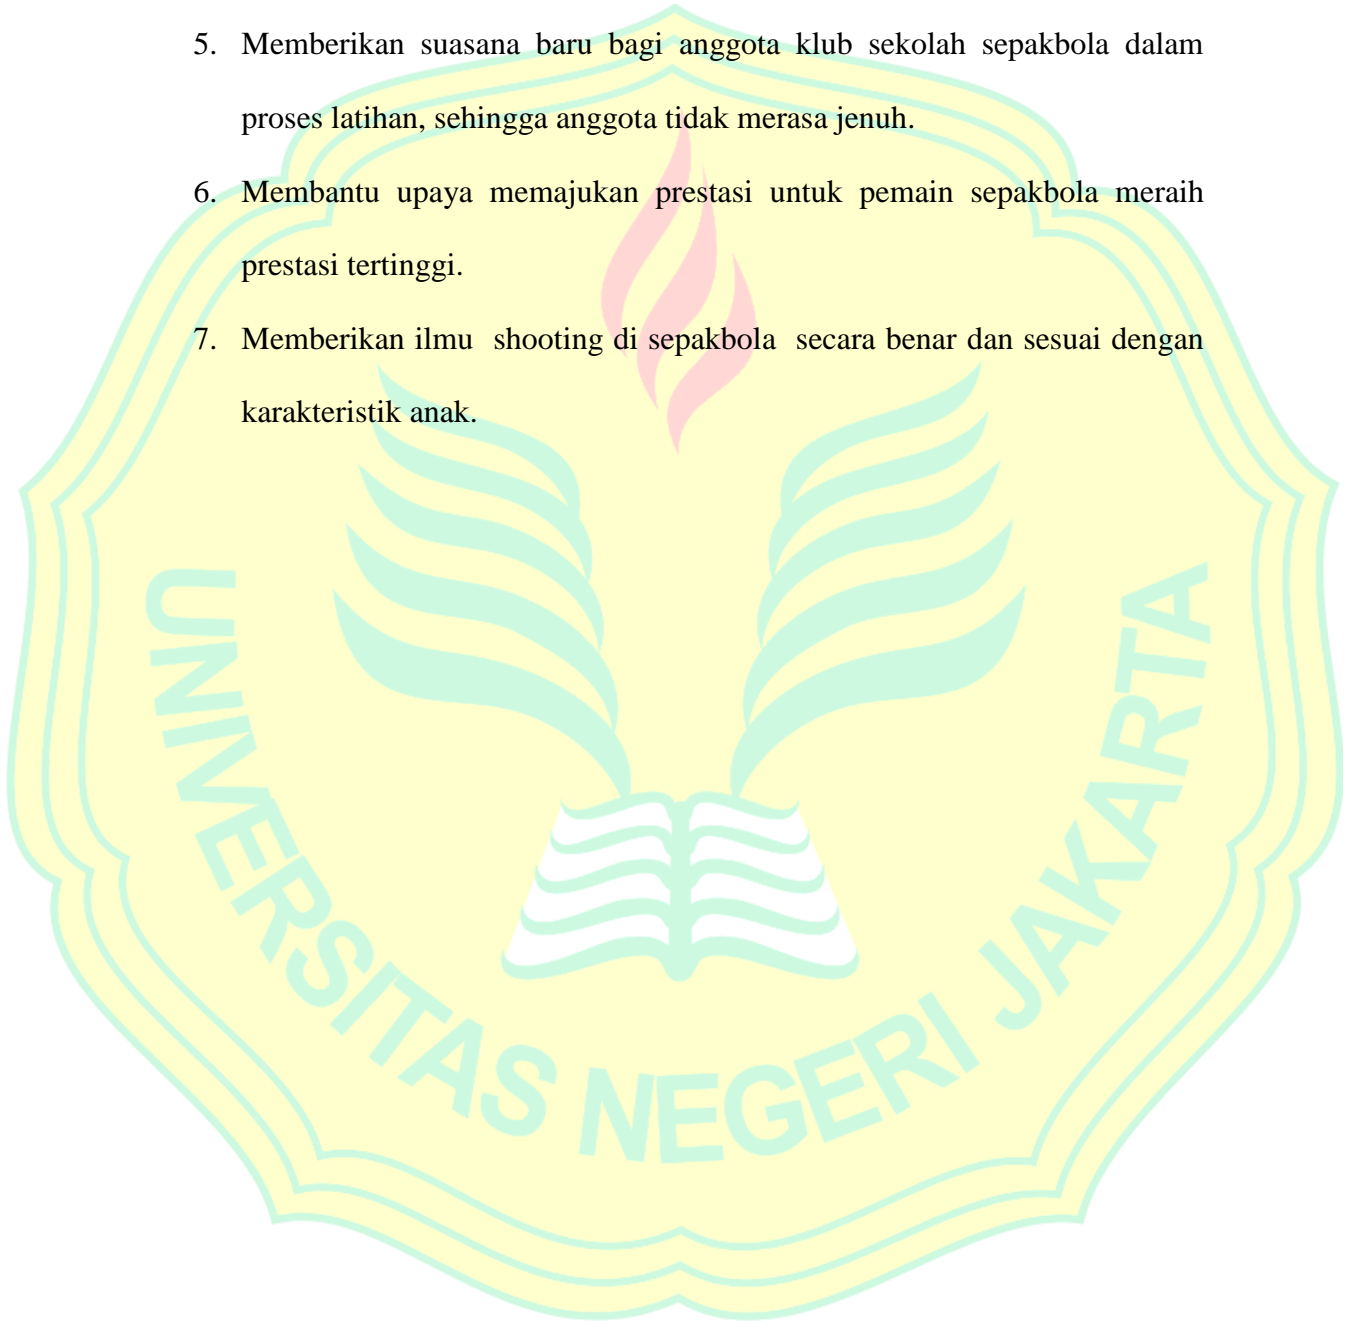 5. Memberikan suasana baru bagi anggota klub sekolah sepakbola dalam
proses latihan, sehingga anggota tidak merasa jenuh.
6. Membantu upaya memajukan prestasi untuk pemain sepakbola meraih
prestasi tertinggi.
7. Memberikan ilmu  shooting di sepakbola  secara benar dan sesuai dengan
karakteristik anak.
UNIVERSITAS NEGERI JAKARTA